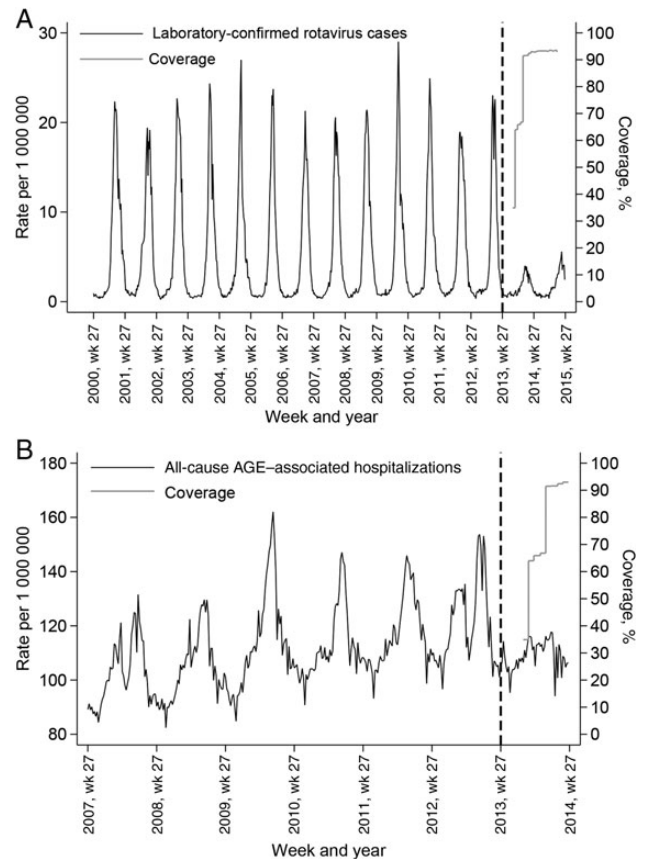 A
Laboratory-confirmed rotavirus cases
Coverage
Rate per 1 000 000
30
20
10
0
Coverage, %
100
90
80
70
60
50
40
30
20
10
0
2000, wk 27
2001, wk 27
2002, wk 27
2003, wk 27
2004, wk 27
2005, wk 27
2006, wk 27
2007, wk 27
2008, wk 27
2009, wk 27
2010, wk 27
2011, wk 27
2012, wk 27
2013, wk 27
2014, wk 27
2015, wk 27
Week and year
B
All-cause AGE–associated hospitalizations
Coverage
Rate per 1 000 000
180
160
140
120
100
80
Coverage, %
100
90
80
70
60
50
40
30
20
10
0
2007, wk 27
2008, wk 27
2009, wk 27
2010, wk 27
2011, wk 27
2012, wk 27
2013, wk 27
2014, wk 27
Week and year